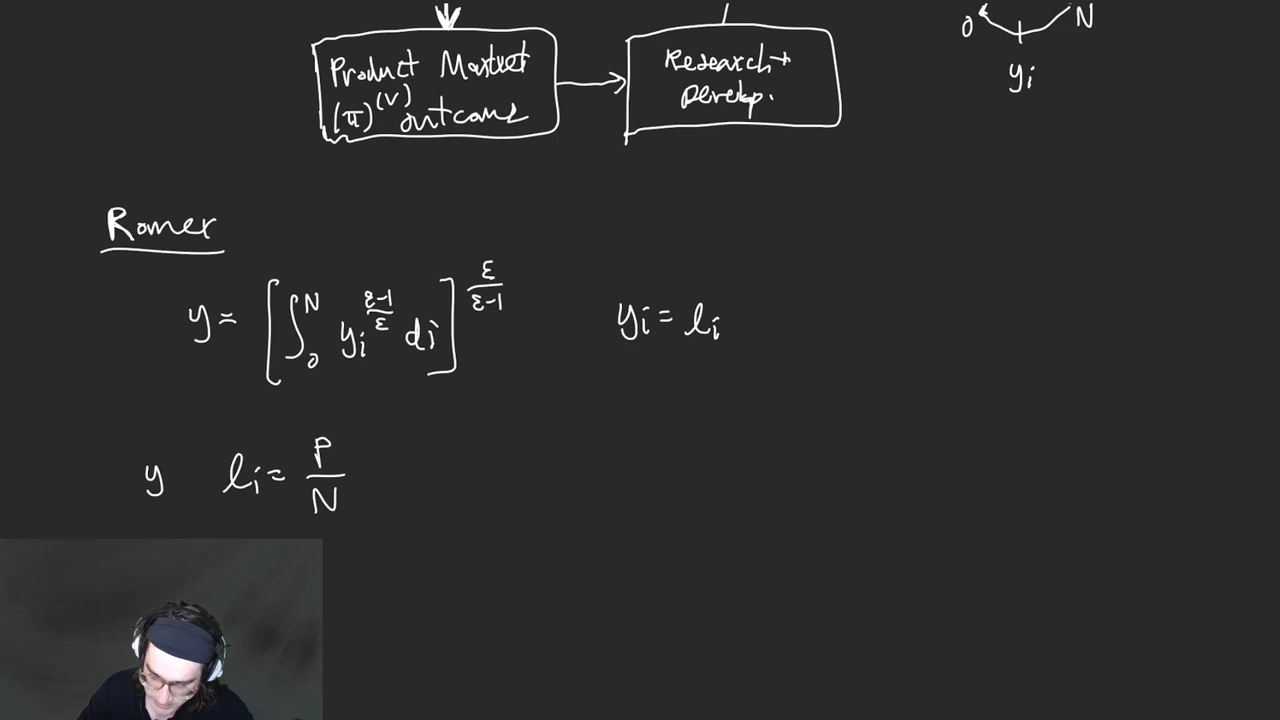 Product Market
(π)^(v) outcome
Research +
Develop.
0 N
y_i
Romer
y = [∫_0^N y_i^{(ε-1)/ε} di]^{ε/(ε-1)}    y_i = l_i
y    l_i = P/N